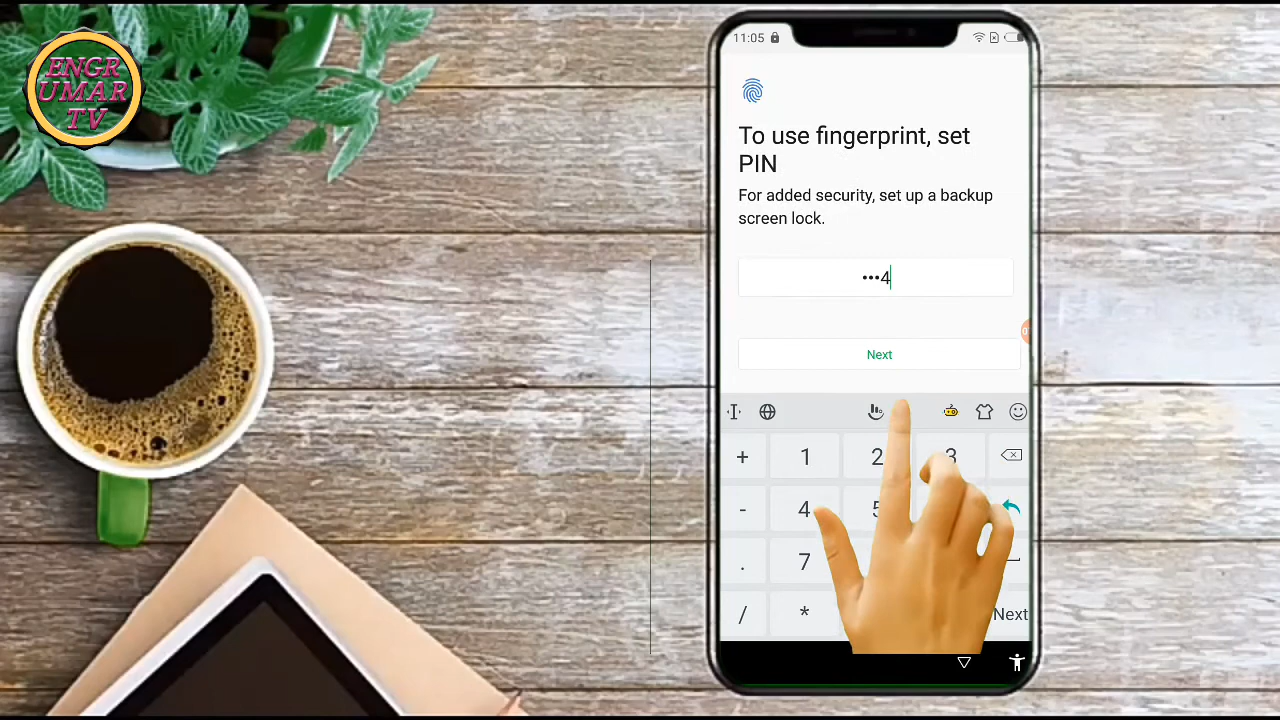 ENGR
UMAR
TV
11:05
To use fingerprint, set
PIN
For added security, set up a backup
screen lock.
•••4
Next
+ 1 2 3
- 4 5
. 7
/ * Next